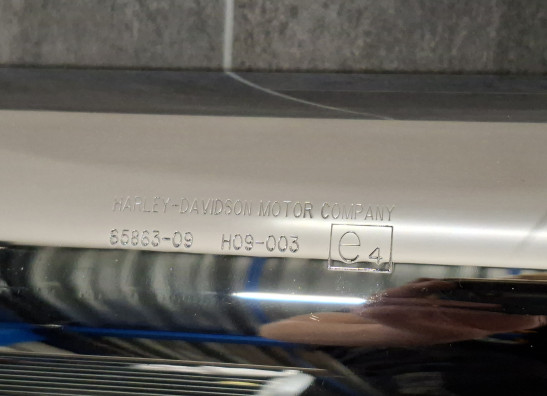 HARLEY-DAVIDSON MOTOR COMPANY
65863-09 H09-003 e4